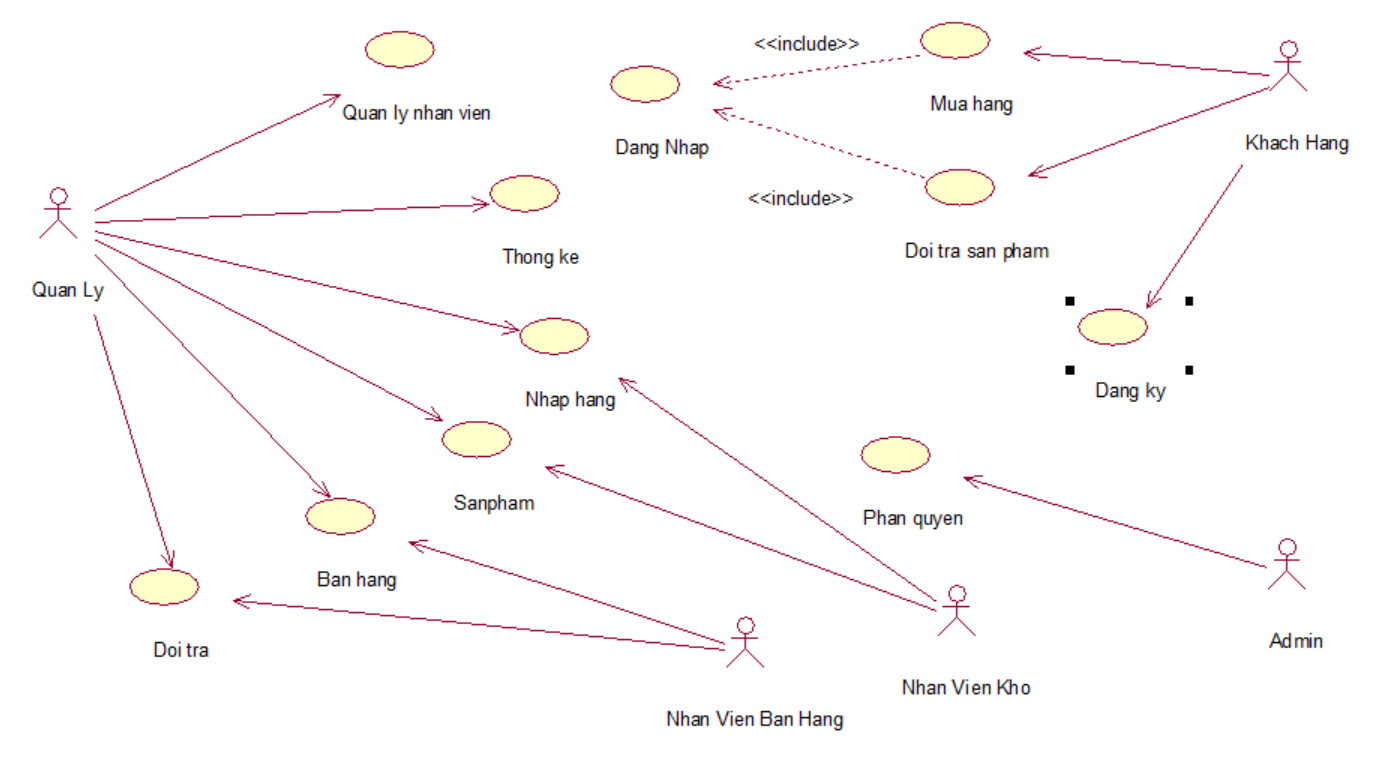 <<include>>
Mua hang
Quan ly nhan vien
Dang Nhap
Khach Hang
<<include>>
Doi tra san pham
Thong ke
Quan Ly
Dang ky
Nhap hang
Sanpham
Phan quyen
Ban hang
Doi tra
Admin
Nhan Vien Kho
Nhan Vien Ban Hang